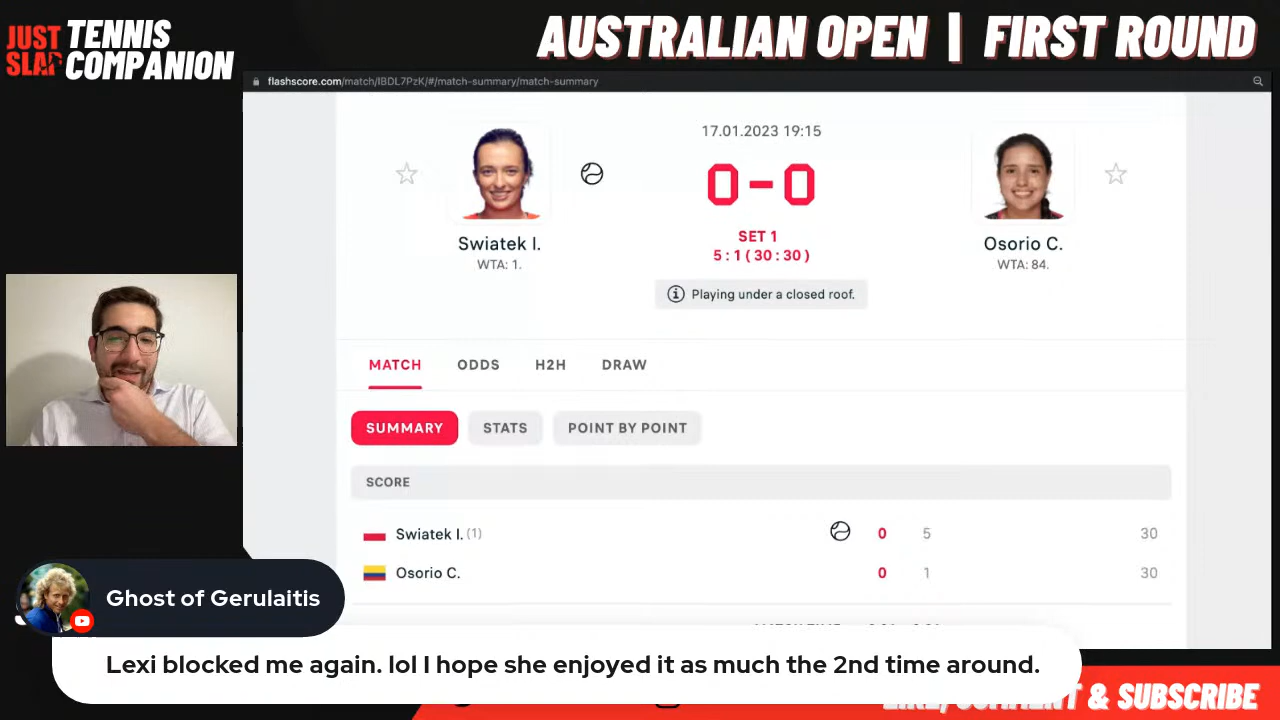 JUST TENNIS
SLAP COMPANION
AUSTRALIAN OPEN | FIRST ROUND
flashscore.com/match/IBDL7PzK/#/match-summary/match-summary
17.01.2023 19:15
0-0
SET 1
5 : 1 ( 30 : 30 )
Swiatek I.
WTA: 1.
Osorio C.
WTA: 84.
Playing under a closed roof.
MATCH ODDS H2H DRAW
SUMMARY STATS POINT BY POINT
SCORE
Swiatek I. (1) 0 5 30
Osorio C. 0 1 30
Ghost of Gerulaitis
Lexi blocked me again. lol I hope she enjoyed it as much the 2nd time around.
& SUBSCRIBE